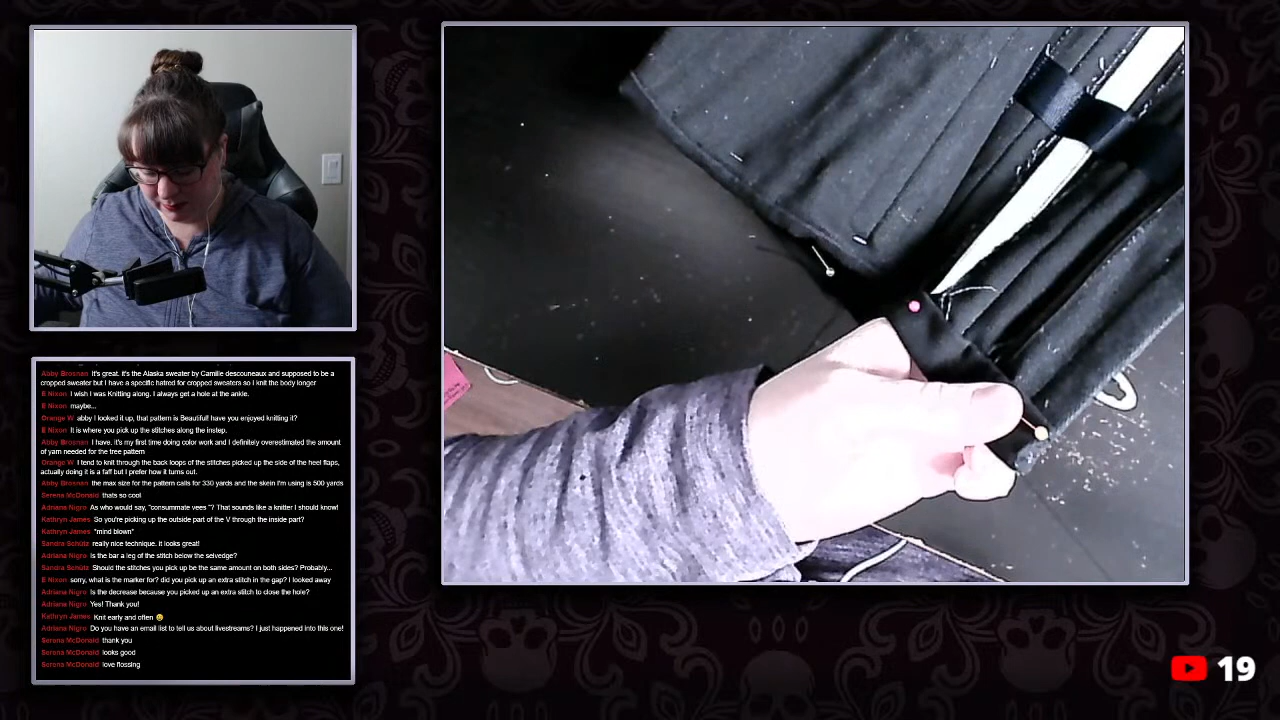 Abby Brosnan It's great. it's the Alaska sweater by Camille descouneaux and supposed to be a
cropped sweater but I have a specific hatred for cropped sweaters so I knit the body longer
E Nixon I wish I was Knitting along. I always get a hole at the ankle.
E Nixon maybe...
Orange W abby I looked it up, that pattern is Beautiful! have you enjoyed knitting it?
E Nixon It is where you pick up the stitches along the instep.
Abby Brosnan I have. it's my first time doing color work and I definitely overestimated the amount
of yarn needed for the tree pattern
Orange W I tend to knit through the back loops of the stitches picked up the side of the heel flaps,
actually doing it is a faff but I prefer how it turns out.
Abby Brosnan the max size for the pattern calls for 330 yards and the skein I'm using is 500 yards
Serena McDonald thats so cool
Adriana Nigro As who would say, "consummate vees "? That sounds like a knitter I should know!
Kathryn James So you're picking up the outside part of the V through the inside part?
Kathryn James *mind blown*
Sandra Schütz really nice technique. it looks great!
Adriana Nigro Is the bar a leg of the stitch below the selvedge?
Sandra Schütz Should the stitches you pick up be the same amount on both sides? Probably...
E Nixon sorry, what is the marker for? did you pick up an extra stitch in the gap? I looked away
Adriana Nigro Is the decrease because you picked up an extra stitch to close the hole?
Adriana Nigro Yes! Thank you!
Kathryn James Knit early and often 😉
Adriana Nigro Do you have an email list to tell us about livestreams? I just happened into this one!
Serena McDonald thank you
Serena McDonald looks good
Serena McDonald love flossing
19